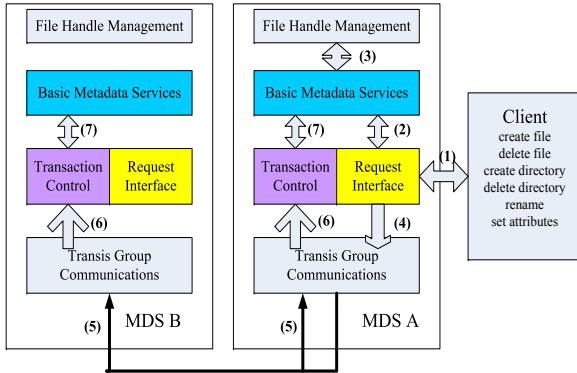 File Handle Management
Basic Metadata Services
(7)
Transaction
Control
Request
Interface
(6)
Transis Group
Communications
(5)
MDS B
File Handle Management
(3)
Basic Metadata Services
(7)
(2)
Transaction
Control
Request
Interface
(1)
(6)
(4)
Transis Group
Communications
(5)
MDS A
Client
create file
delete file
create directory
delete directory
rename
set attributes